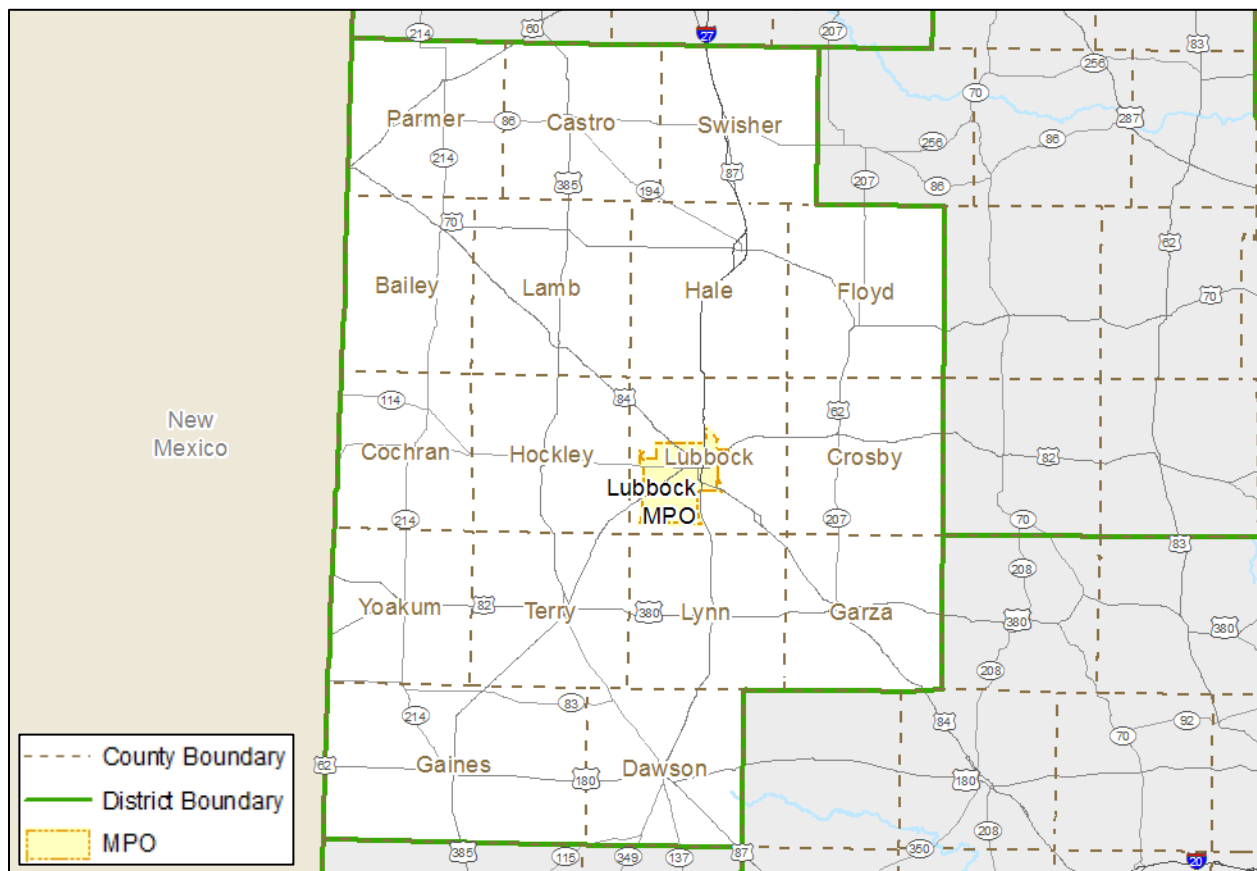 214
60
27
207
83
256
70
287
Parmer
86
Castro
Swisher
256
86
214
87
207
86
385
194
70
62
Bailey
Lamb
Hale
Floyd
70
114
84
62
New
Mexico
Cochran
Hockley
Lubbock
Crosby
82
Lubbock
MPO
214
207
70
83
208
Yoakum
82
Terry
380
Lynn
Garza
380
380
208
214
83
84
70
92
62
Gaines
180
Dawson
180
208
385
115
349
137
87
350
20
County Boundary
District Boundary
MPO